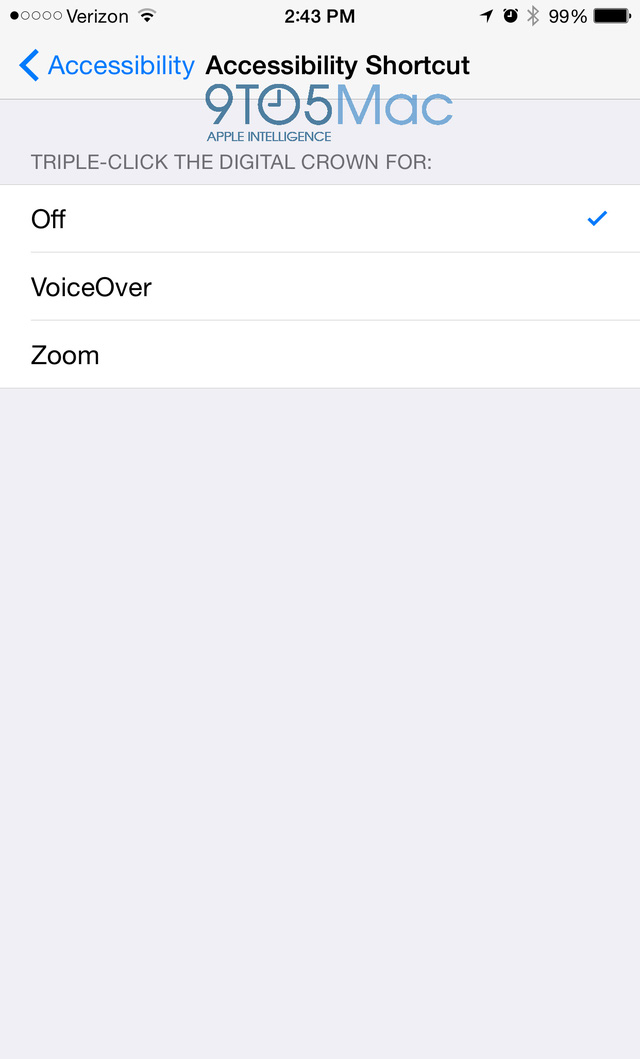 Verizon 2:43 PM 99%
Accessibility Accessibility Shortcut
9TO5Mac
APPLE INTELLIGENCE
TRIPLE-CLICK THE DIGITAL CROWN FOR:
Off
VoiceOver
Zoom